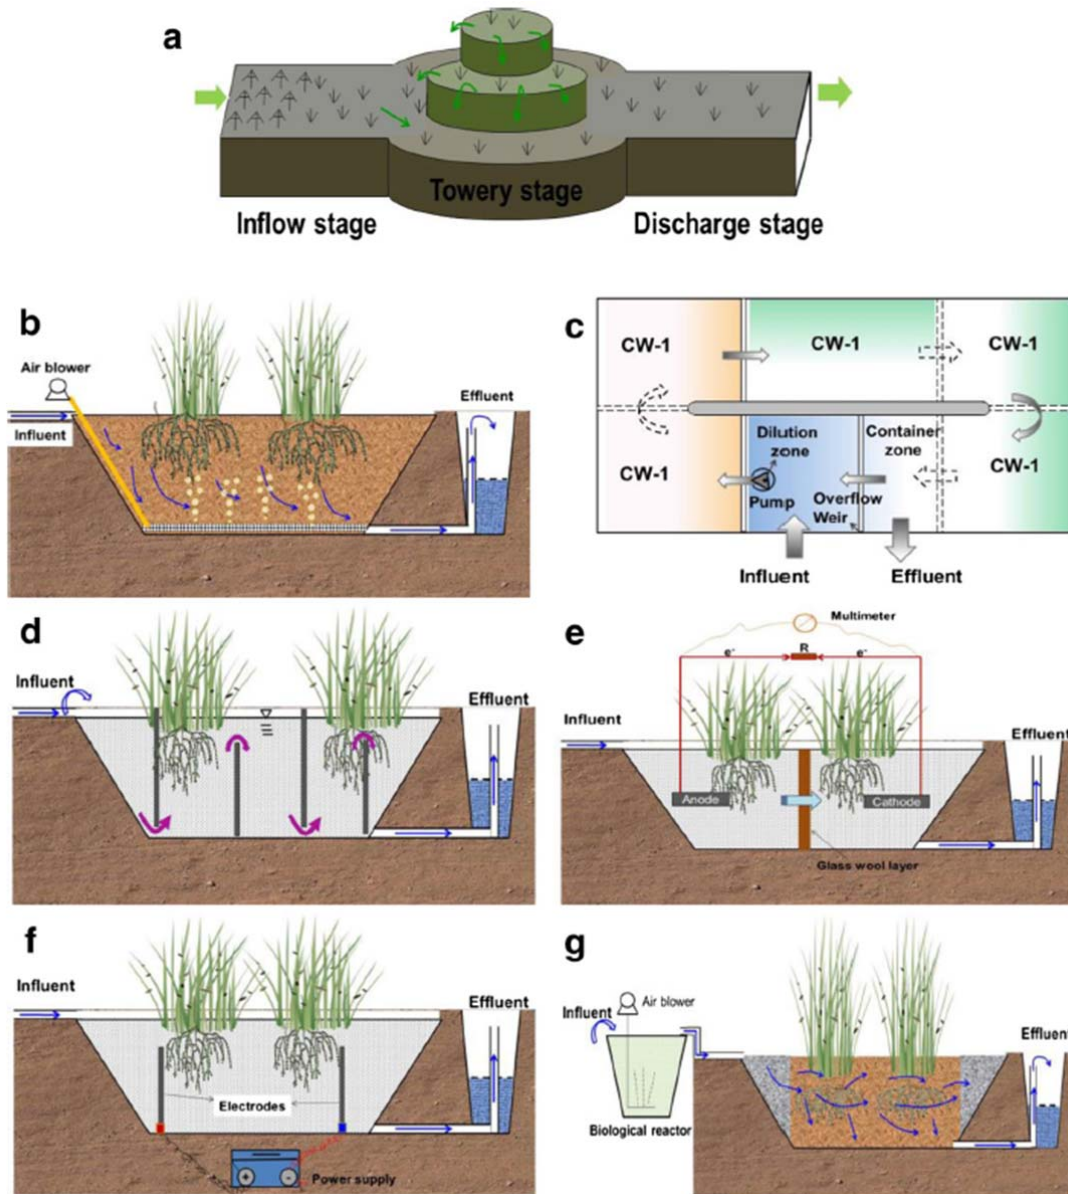 a
Inflow stage
Towery stage
Discharge stage
b
Air blower
Influent
Effluent
c
CW-1
CW-1
CW-1
CW-1
Dilution
zone
Container
zone
CW-1
Pump
Overflow
Weir
Influent
Effluent
d
Influent
Effluent
e
Multimeter
e-
R
e-
Influent
Effluent
Anode
Cathode
Glass wool layer
f
Influent
Effluent
Electrodes
+
-
Power supply
g
Influent
Air blower
Effluent
Biological reactor